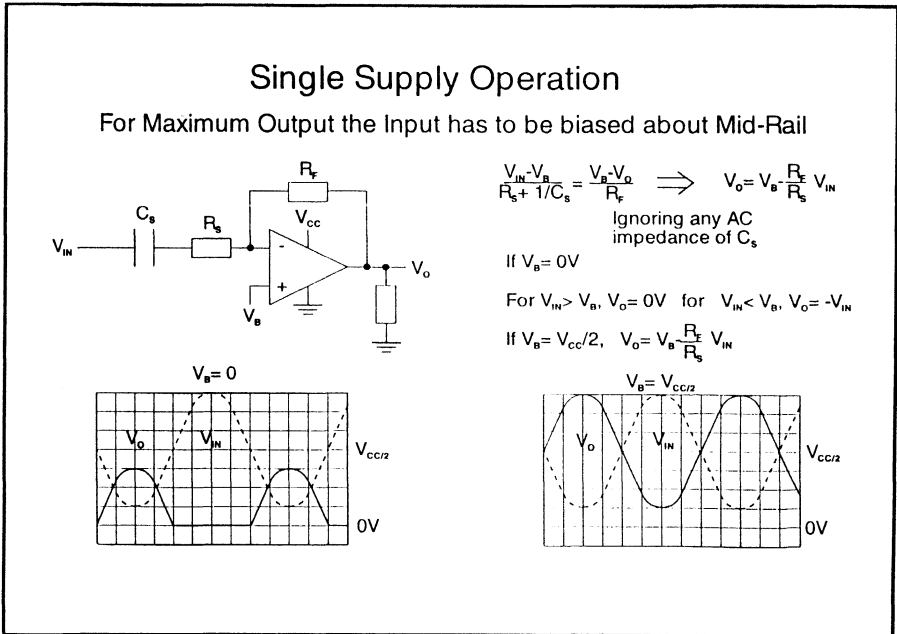 Single Supply Operation
For Maximum Output the Input has to be biased about Mid-Rail
R_F
V_CC
C_S
R_S
V_IN
-
+
V_O
V_B
(V_IN-V_B)/(R_S+ 1/C_S) = (V_B-V_O)/R_F ⇒ V_O= V_B-(R_F/R_S) V_IN
Ignoring any AC
impedance of C_S
If V_B= 0V
For V_IN> V_B, V_O= 0V for V_IN< V_B, V_O= -V_IN
If V_B= V_CC/2, V_O= V_B-(R_F/R_S) V_IN
V_B= 0
V_O
V_IN
V_CC/2
0V
V_B= V_CC/2
V_O
V_IN
V_CC/2
0V